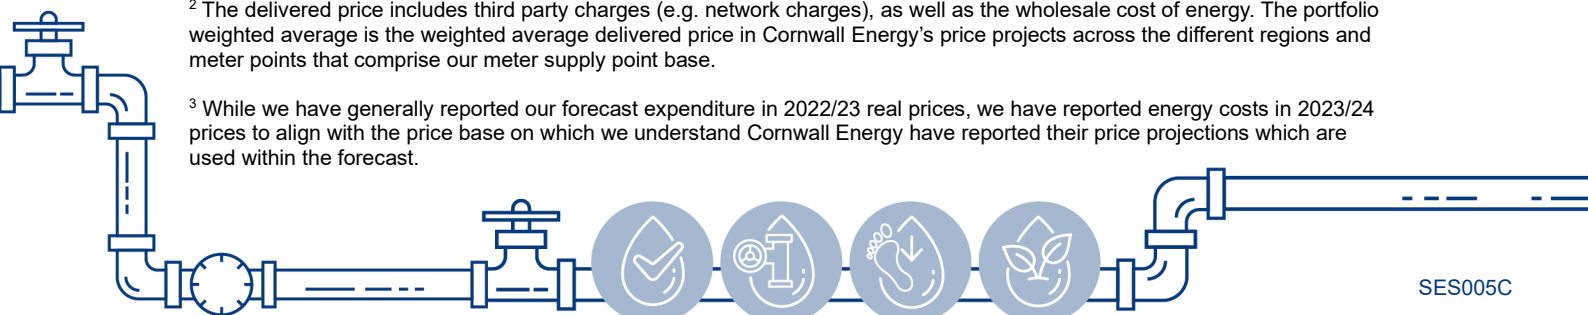 ² The delivered price includes third party charges (e.g. network charges), as well as the wholesale cost of energy. The portfolio
weighted average is the weighted average delivered price in Cornwall Energy’s price projects across the different regions and
meter points that comprise our meter supply point base.
³ While we have generally reported our forecast expenditure in 2022/23 real prices, we have reported energy costs in 2023/24
prices to align with the price base on which we understand Cornwall Energy have reported their price projections which are
used within the forecast.
SES005C